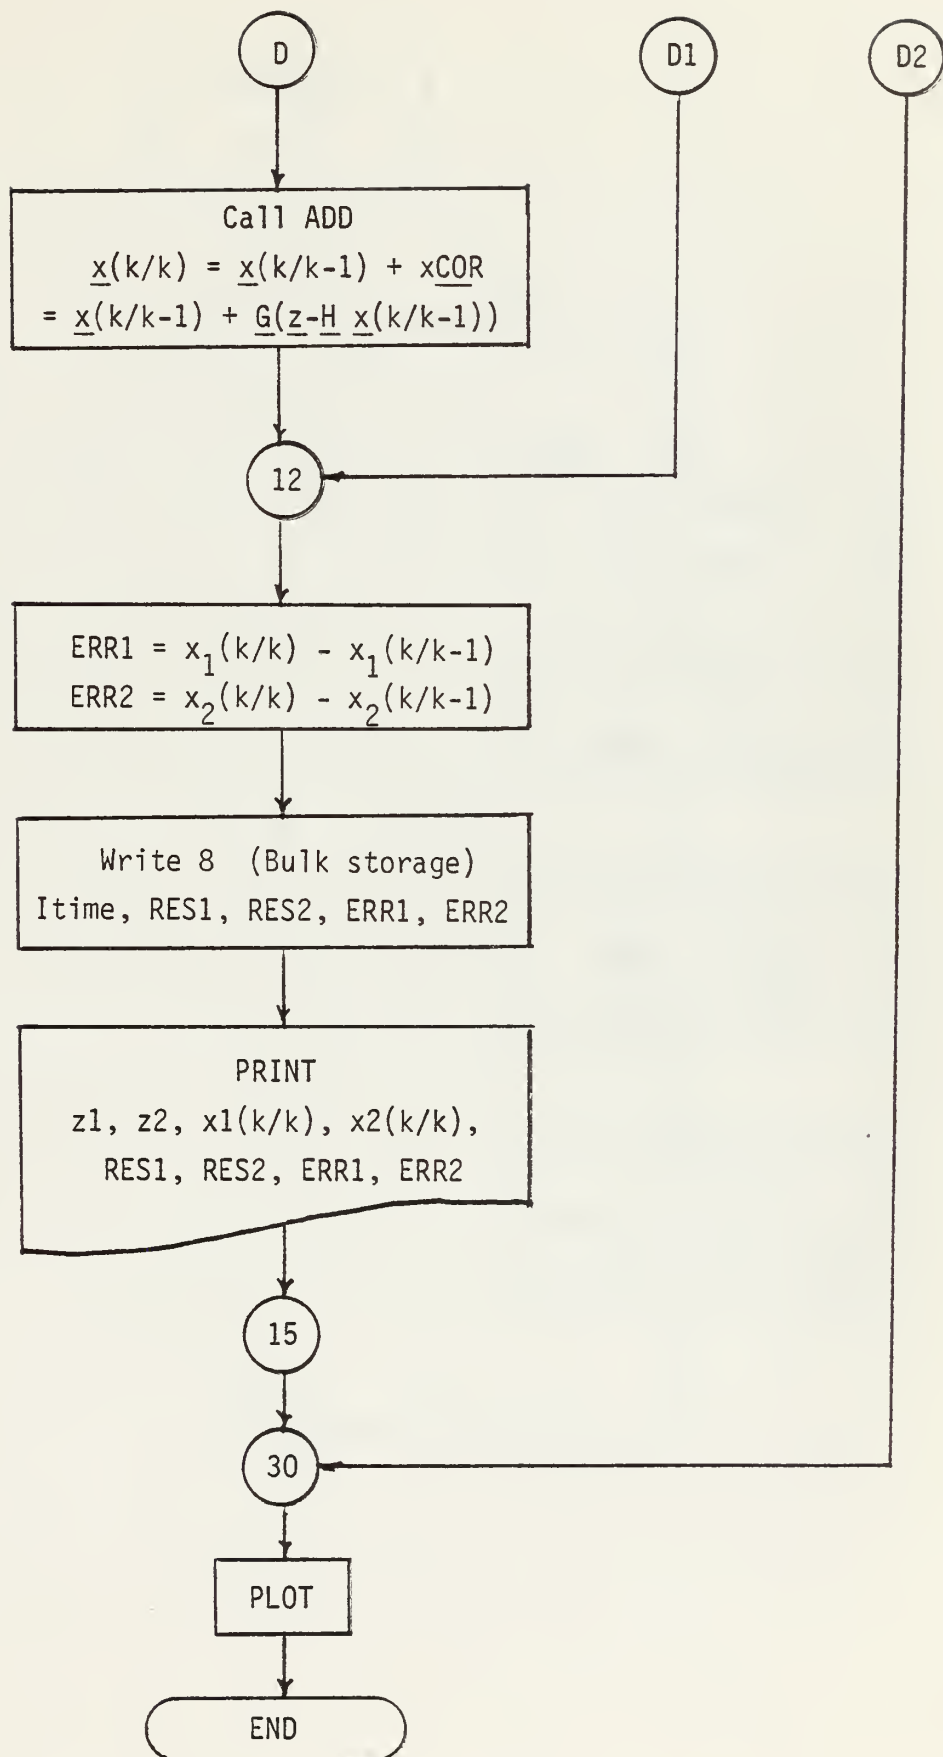 D
D1
D2
Call ADD
x(k/k) = x(k/k-1) + xCOR
= x(k/k-1) + G(z-H x(k/k-1))
12
ERR1 = x₁(k/k) - x₁(k/k-1)
ERR2 = x₂(k/k) - x₂(k/k-1)
Write 8 (Bulk storage)
Itime, RES1, RES2, ERR1, ERR2
PRINT
z1, z2, x1(k/k), x2(k/k),
RES1, RES2, ERR1, ERR2
15
30
PLOT
END